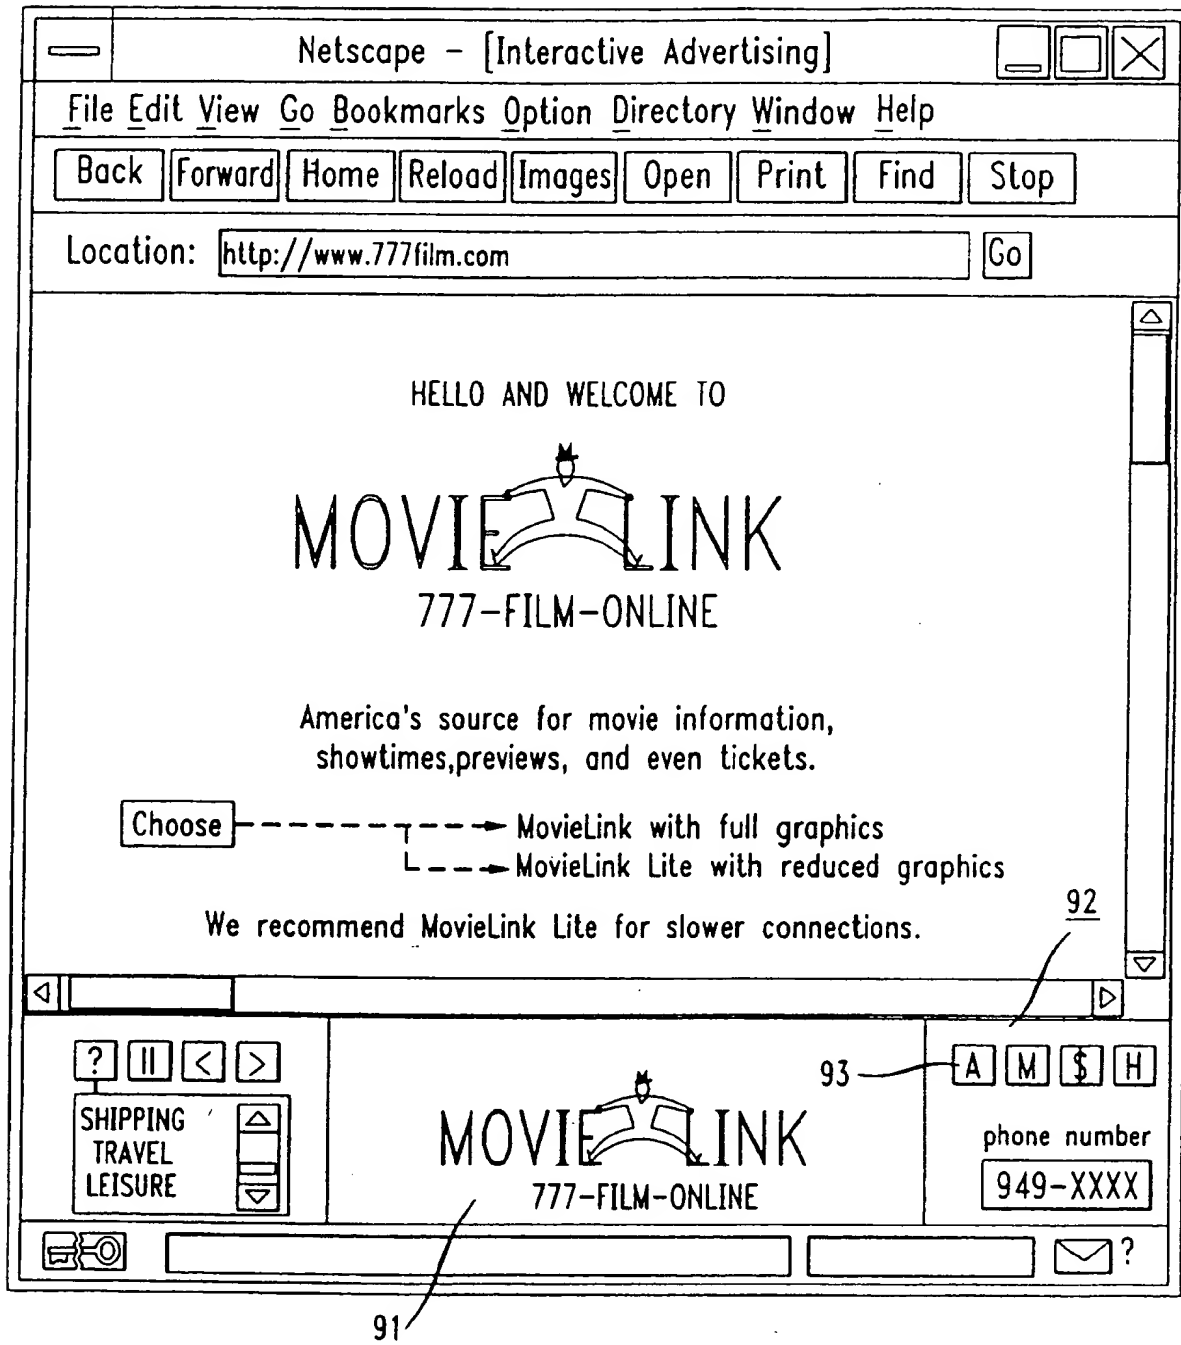 Netscape - [Interactive Advertising]
File Edit View Go Bookmarks Option Directory Window Help
Back Forward Home Reload Images Open Print Find Stop
Location: http://www.777film.com Go
HELLO AND WELCOME TO
MOVIELINK
777-FILM-ONLINE
America's source for movie information,
showtimes,previews, and even tickets.
Choose MovieLink with full graphics
MovieLink Lite with reduced graphics
We recommend MovieLink Lite for slower connections.
92
? || < >
93 A M $ H
SHIPPING
TRAVEL
LEISURE
MOVIELINK
777-FILM-ONLINE
phone number
949-XXXX
?
91